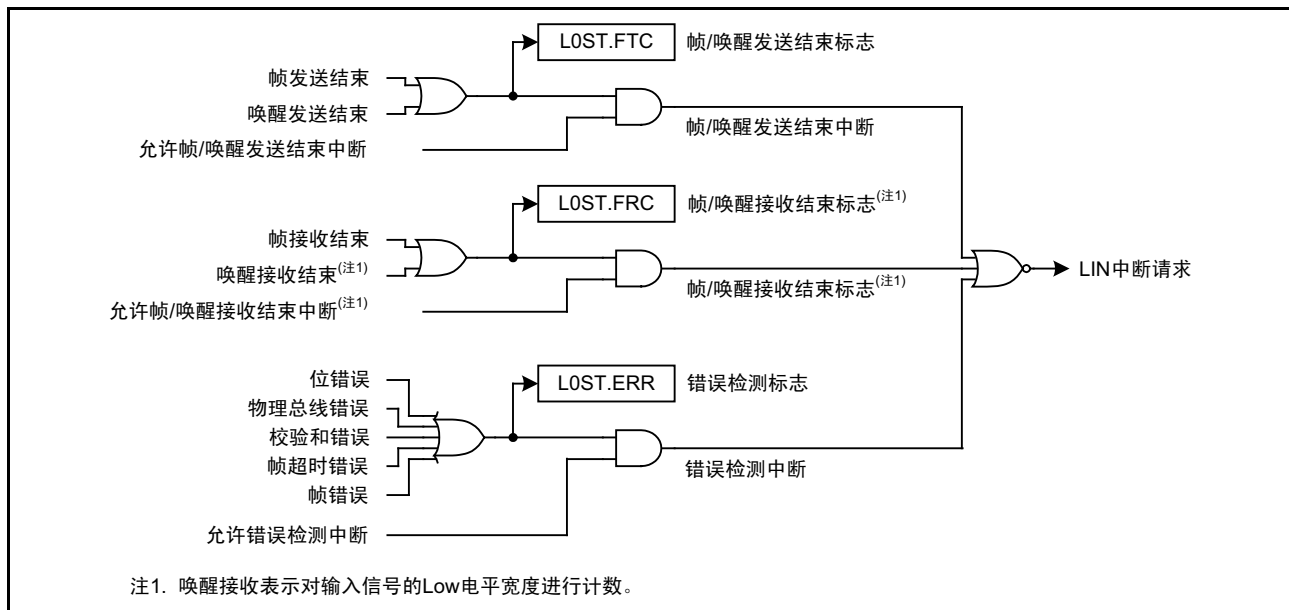 L0ST.FTC 帧/唤醒发送结束标志
帧发送结束
唤醒发送结束
允许帧/唤醒发送结束中断
帧/唤醒发送结束中断
L0ST.FRC 帧/唤醒接收结束标志(注1)
帧接收结束
唤醒接收结束(注1)
允许帧/唤醒接收结束中断(注1)
帧/唤醒接收结束标志(注1)
LIN中断请求
L0ST.ERR 错误检测标志
位错误
物理总线错误
校验和错误
帧超时错误
帧错误
允许错误检测中断
错误检测中断
注1. 唤醒接收表示对输入信号的Low电平宽度进行计数。